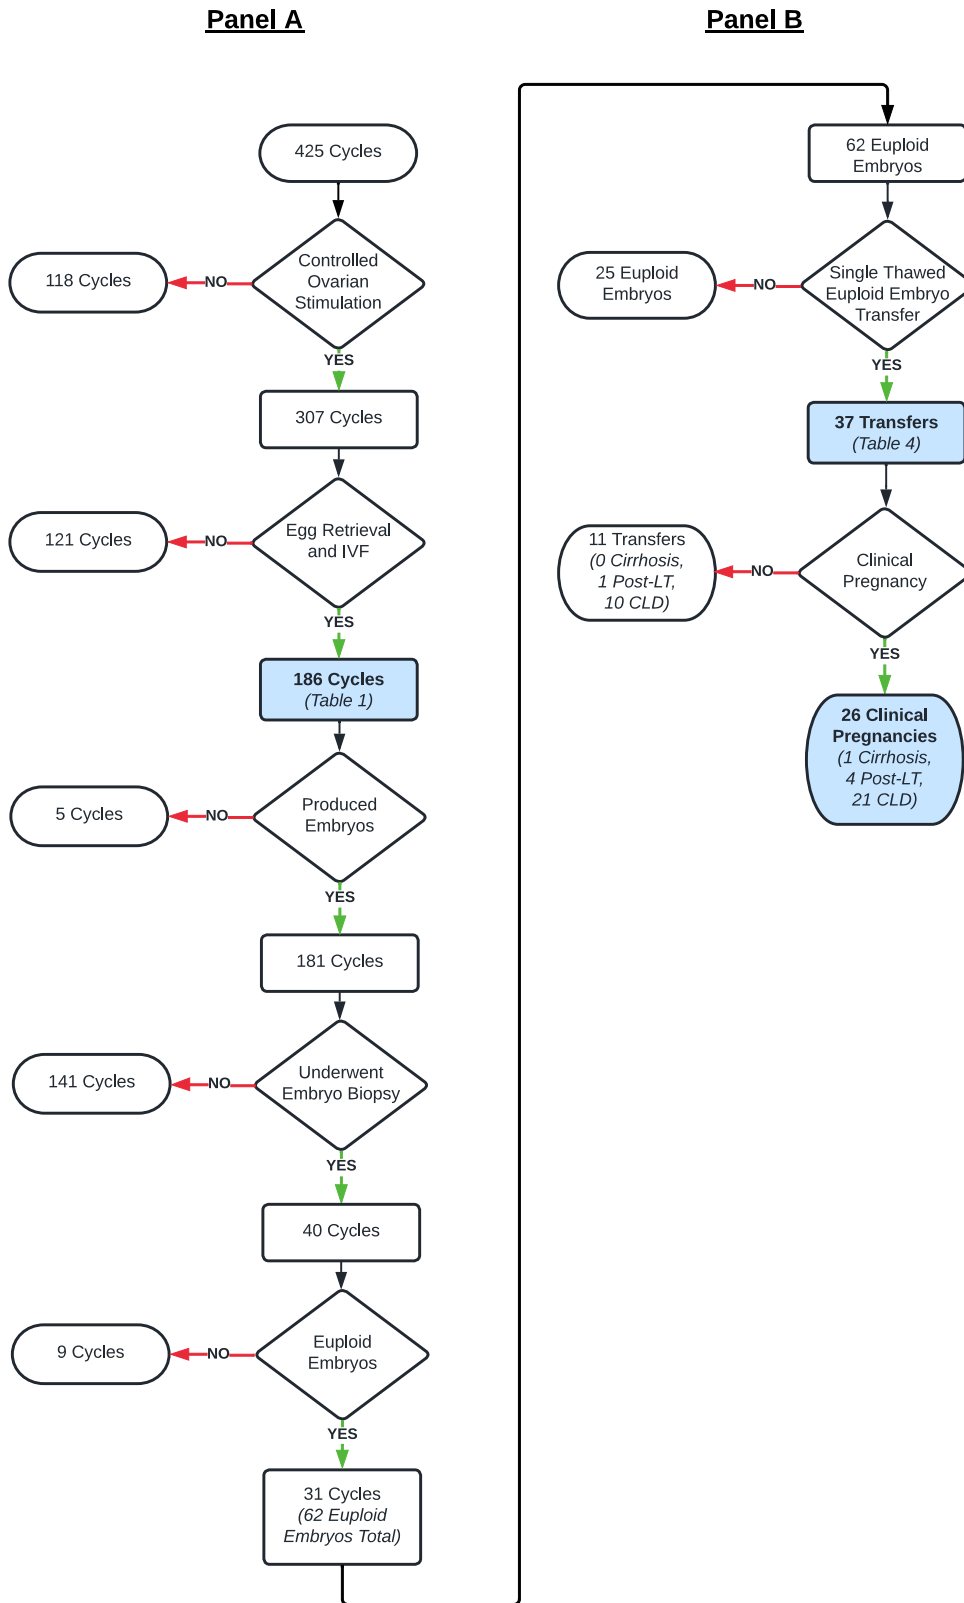 Panel A
425 Cycles
Controlled
Ovarian
Stimulation
NO
118 Cycles
YES
307 Cycles
Egg Retrieval
and IVF
NO
121 Cycles
YES
186 Cycles
(Table 1)
Produced
Embryos
NO
5 Cycles
YES
181 Cycles
Underwent
Embryo Biopsy
NO
141 Cycles
YES
40 Cycles
Euploid
Embryos
NO
9 Cycles
YES
31 Cycles
(62 Euploid
Embryos Total)
Panel B
62 Euploid
Embryos
Single Thawed
Euploid Embryo
Transfer
NO
25 Euploid
Embryos
YES
37 Transfers
(Table 4)
Clinical
Pregnancy
NO
11 Transfers
(0 Cirrhosis,
1 Post-LT,
10 CLD)
YES
26 Clinical
Pregnancies
(1 Cirrhosis,
4 Post-LT,
21 CLD)